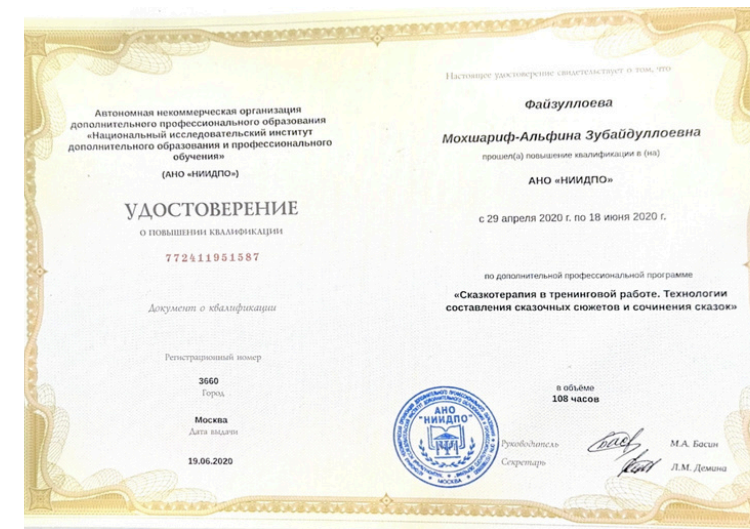 Автономная некоммерческая организация
дополнительного профессионального образования
«Национальный исследовательский институт
дополнительного образования и профессионального
обучения»
(АНО «НИИДПО»)
УДОСТОВЕРЕНИЕ
О ПОВЫШЕНИИ КВАЛИФИКАЦИИ
772411951587
Документ о квалификации
Регистрационный номер
3660
Город
Москва
Дата выдачи
19.06.2020
Настоящее удостоверение свидетельствует о том, что
Файзуллоева
Мохшариф-Альфина Зубайдуллоевна
прошел(а) повышение квалификации в (на)
АНО «НИИДПО»
с 29 апреля 2020 г. по 18 июня 2020 г.
по дополнительной профессиональной программе
«Сказкотерапия в тренинговой работе. Технологии
составления сказочных сюжетов и сочинения сказок»
в объёме
108 часов
АНО
"НИИДПО"
МОСКВА
Руководитель
М.А. Басин
Секретарь
Л.М. Демина